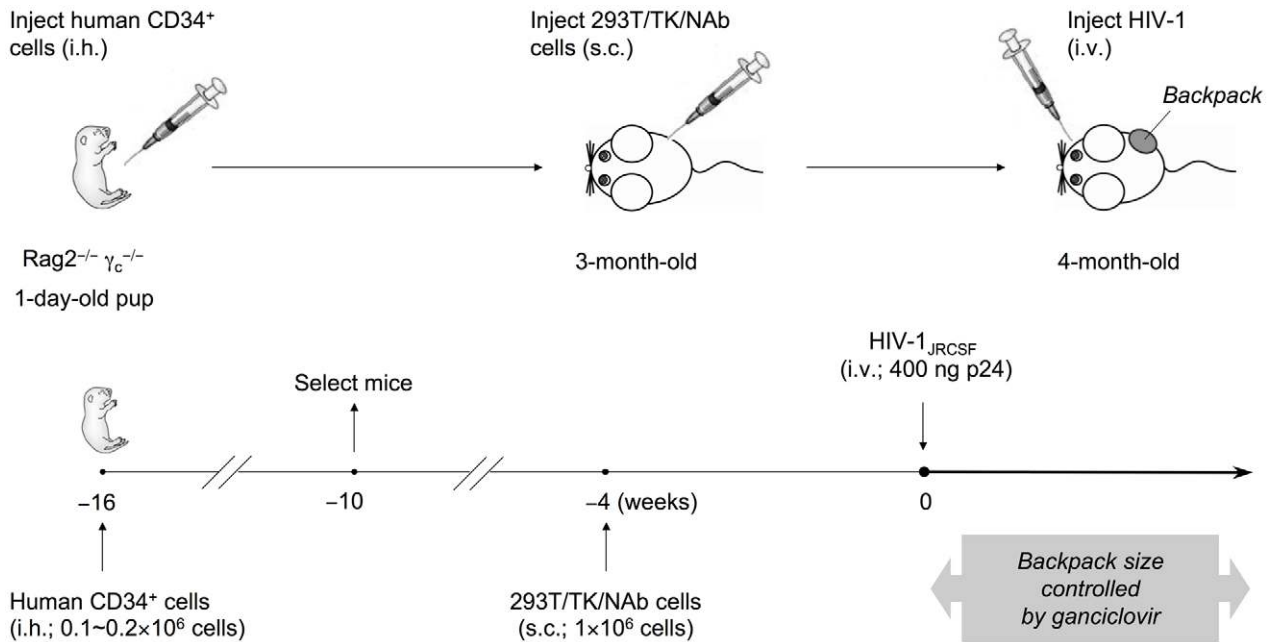 Inject human CD34⁺
cells (i.h.)
Inject 293T/TK/NAb
cells (s.c.)
Inject HIV-1
(i.v.)
Backpack
Rag2⁻/⁻ γc⁻/⁻
1-day-old pup
3-month-old
4-month-old
HIV-1JRCSF
(i.v.; 400 ng p24)
Select mice
–16
–10
–4 (weeks)
0
Human CD34⁺ cells
(i.h.; 0.1~0.2×10⁶ cells)
293T/TK/NAb cells
(s.c.; 1×10⁶ cells)
Backpack size
controlled
by ganciclovir